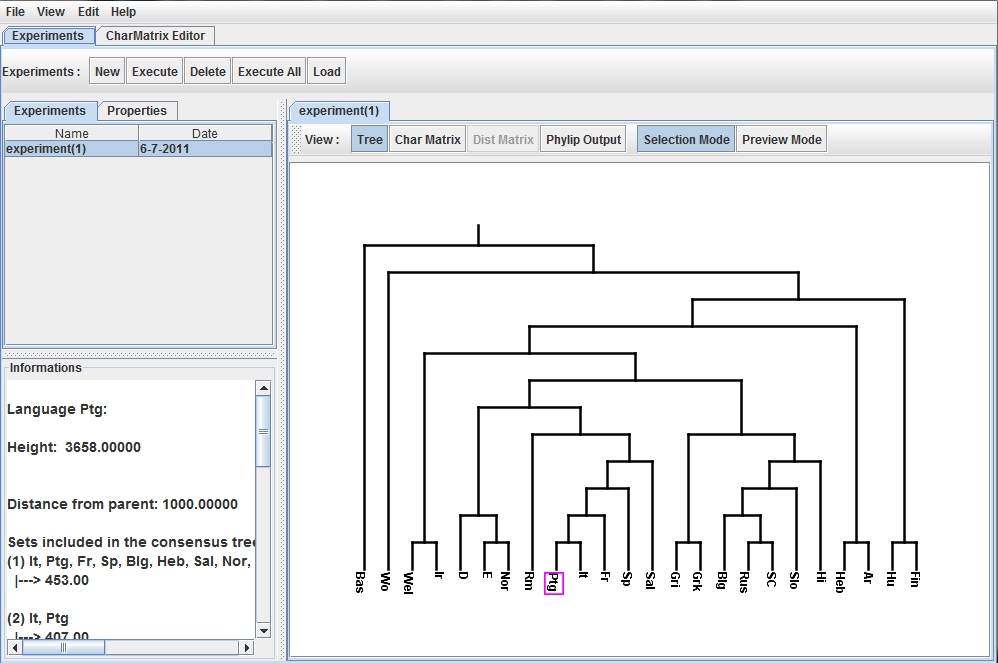 File View Edit Help
Experiments CharMatrix Editor
Experiments : New Execute Delete Execute All Load
Experiments Properties
Name Date
experiment(1) 6-7-2011
Informations
Language Ptg:
Height: 3658.00000
Distance from parent: 1000.00000
Sets included in the consensus tree
(1) It, Ptg, Fr, Sp, Blg, Heb, Sal, Nor,
|---> 453.00
(2) It, Ptg
|---> 407.00
experiment(1)
View : Tree Char Matrix Dist Matrix Phylip Output Selection Mode Preview Mode
Bas Wo Wel Ir D E Nor Rm Ptg It Fr Sp Sal Gri Grk Blg Rus SC Slo Hi Heb Ar Hu Fin